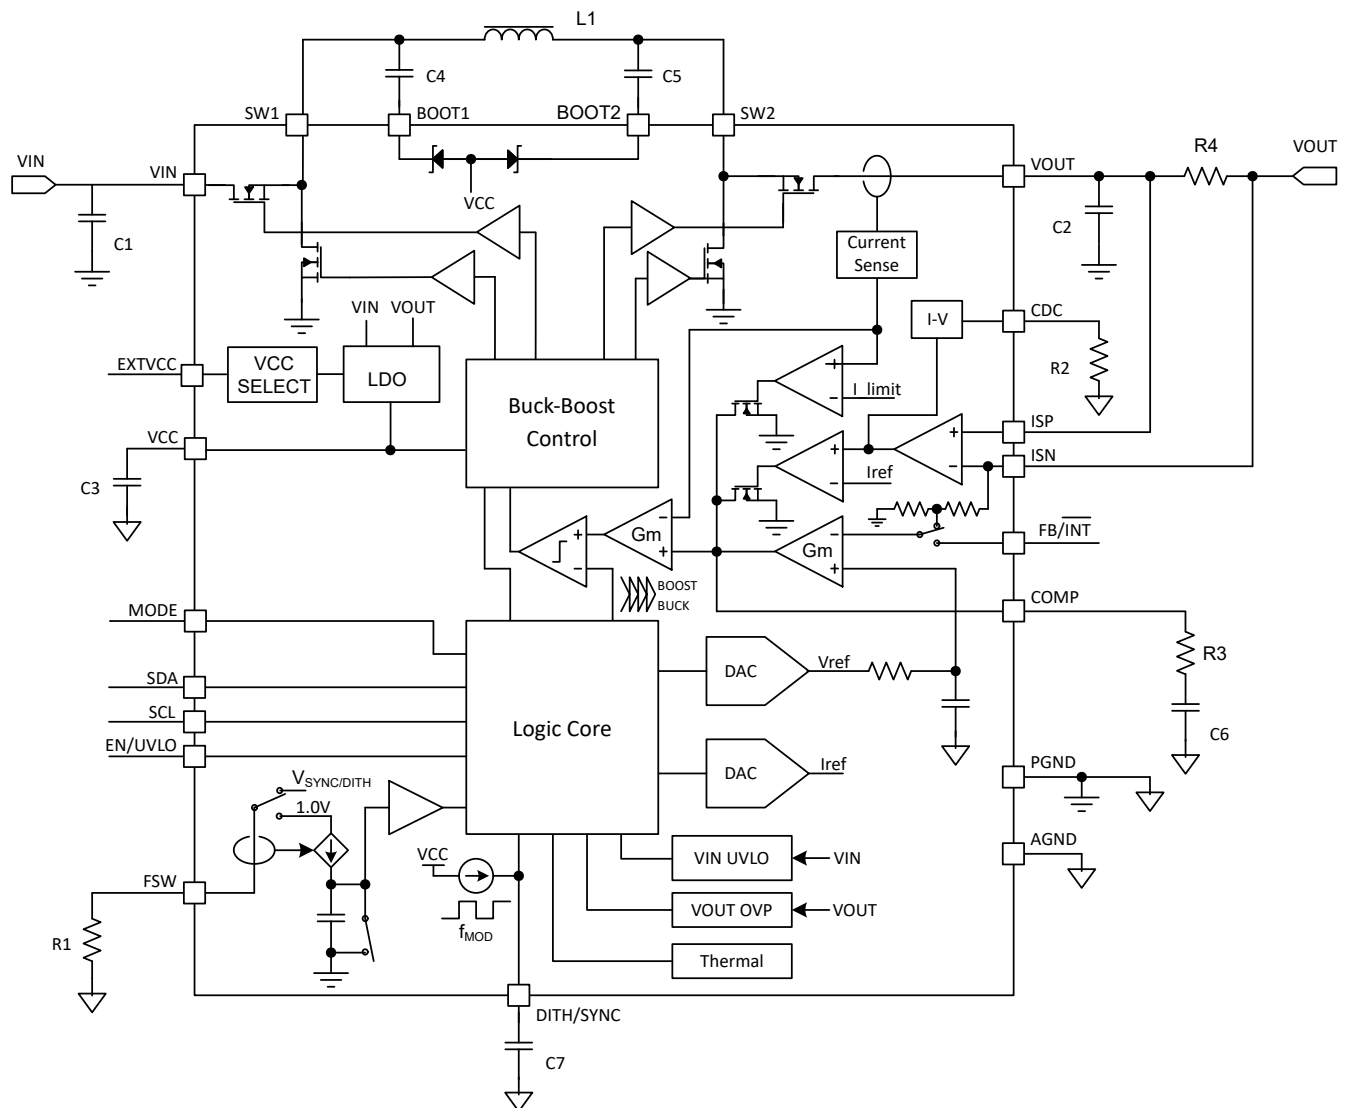 L1
C4
C5
SW1
BOOT1
BOOT2
SW2
VIN
VIN
VCC
VOUT
R4
VOUT
C1
C2
Current
Sense
VIN
VOUT
I-V
CDC
EXTVCC
VCC
SELECT
LDO
R2
+
-
I_limit
Buck-Boost
Control
ISP
VCC
+
-
Iref
+
-
ISN
C3
+
-
Gm
-
+
-
Gm
+
FB/INT
BOOST
BUCK
MODE
COMP
SDA
DAC
Vref
R3
SCL
Logic Core
C6
EN/UVLO
DAC
Iref
PGND
VSYNC/DITH
1.0V
VCC
VIN UVLO
VIN
AGND
FSW
fMOD
VOUT OVP
VOUT
R1
Thermal
DITH/SYNC
C7